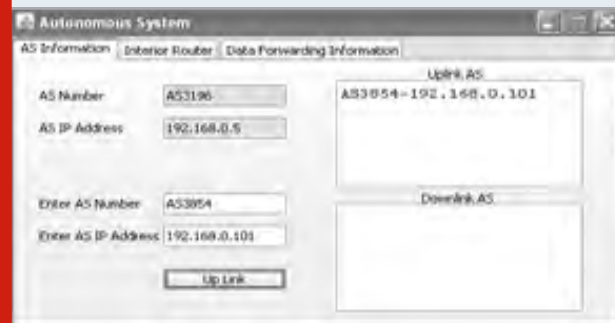 Autonomous System
AS Information Interior Router Data Forwarding Information
AS Number AS3196
AS IP Address 192.168.0.5
Enter AS Number AS3854
Enter AS IP Address 192.168.0.101
Up Link
Uplink AS
AS3854-192.168.0.101
Downlink AS